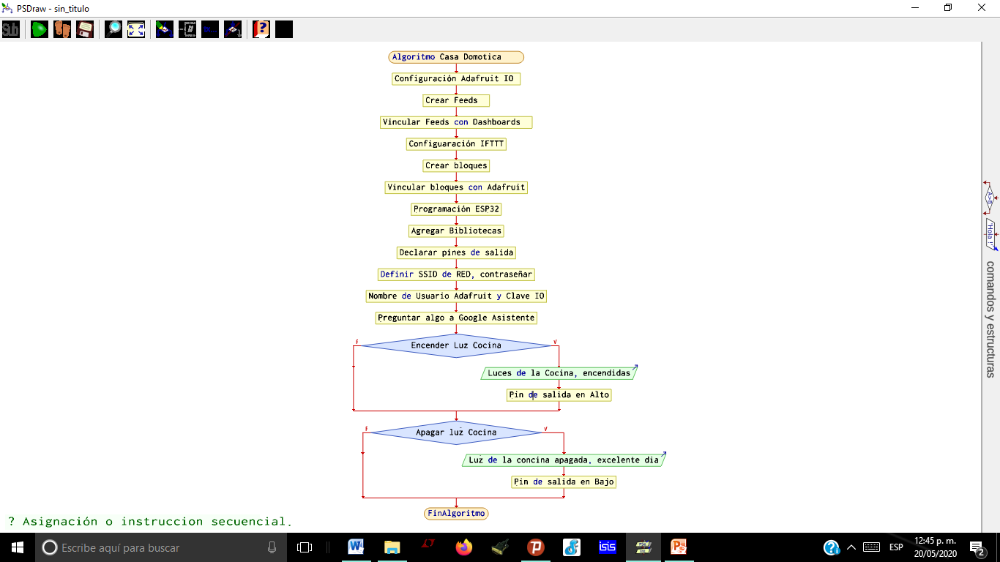 PSDraw - sin_titulo
Sub
Algoritmo Casa Domotica
Configuración Adafruit IO
Crear Feeds
Vincular Feeds con Dashboards
Configuaración IFTTT
Crear bloques
Vincular bloques con Adafruit
Programación ESP32
Agregar Bibliotecas
Declarar pines de salida
Definir SSID de RED, contraseñar
Nombre de Usuario Adafruit y Clave IO
Preguntar algo a Google Asistente
F
Encender Luz Cocina
V
Luces de la Cocina, encendidas
Pin de salida en Alto
F
Apagar luz Cocina
V
Luz de la concina apagada, excelente dia
Pin de salida en Bajo
FinAlgoritmo
A>B
"Hola !"
comandos y estructuras
? Asignación o instruccion secuencial.
Escribe aquí para buscar
isis
ESP
12:45 p. m.
20/05/2020
2